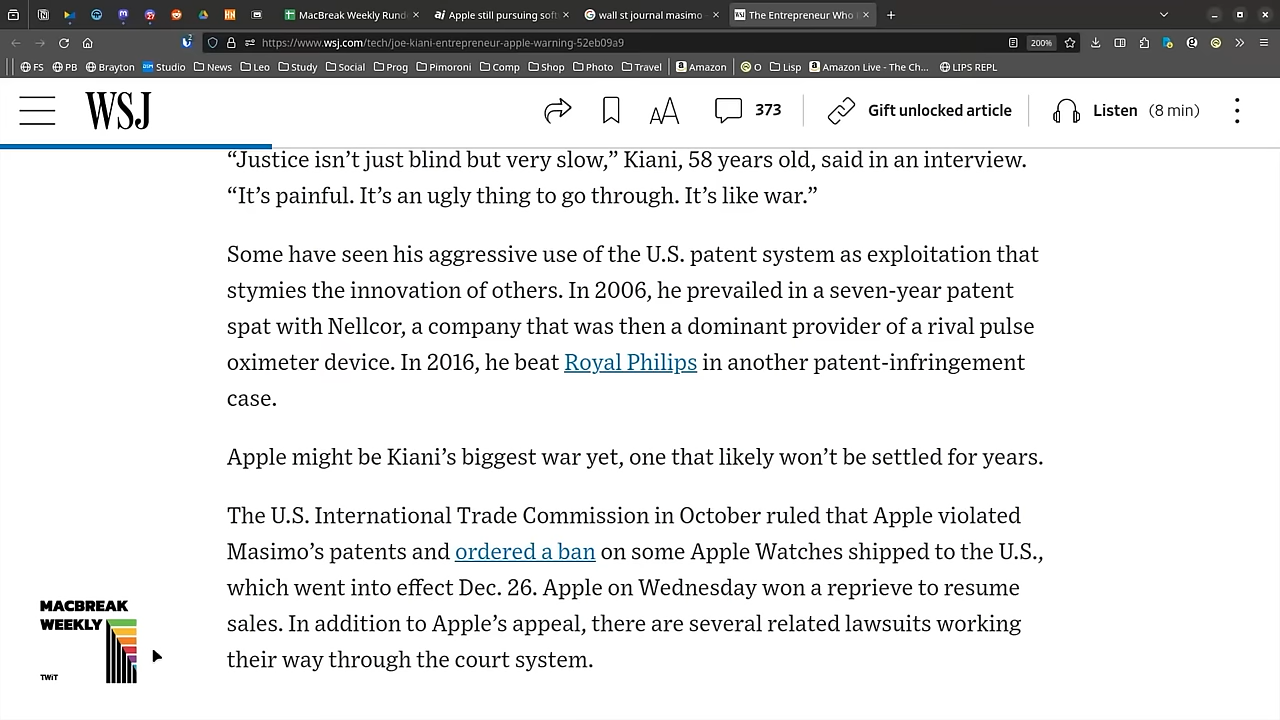 MacBreak Weekly Rund
Apple still pursuing soft
wall st journal masimo
The Entrepreneur Who
https://www.wsj.com/tech/joe-kiani-entrepreneur-apple-warning-52eb09a9
200%
FS PB Brayton Studio News Leo Study Social Prog Pimoroni Comp Shop Photo Travel Amazon O Lisp Amazon Live - The Ch... LIPS REPL
WSJ
373
Gift unlocked article
Listen (8 min)
“Justice isn’t just blind but very slow,” Kiani, 58 years old, said in an interview.
“It’s painful. It’s an ugly thing to go through. It’s like war.”
Some have seen his aggressive use of the U.S. patent system as exploitation that
stymies the innovation of others. In 2006, he prevailed in a seven-year patent
spat with Nellcor, a company that was then a dominant provider of a rival pulse
oximeter device. In 2016, he beat Royal Philips in another patent-infringement
case.
Apple might be Kiani’s biggest war yet, one that likely won’t be settled for years.
The U.S. International Trade Commission in October ruled that Apple violated
Masimo’s patents and ordered a ban on some Apple Watches shipped to the U.S.,
which went into effect Dec. 26. Apple on Wednesday won a reprieve to resume
sales. In addition to Apple’s appeal, there are several related lawsuits working
their way through the court system.
MACBREAK
WEEKLY
TWiT